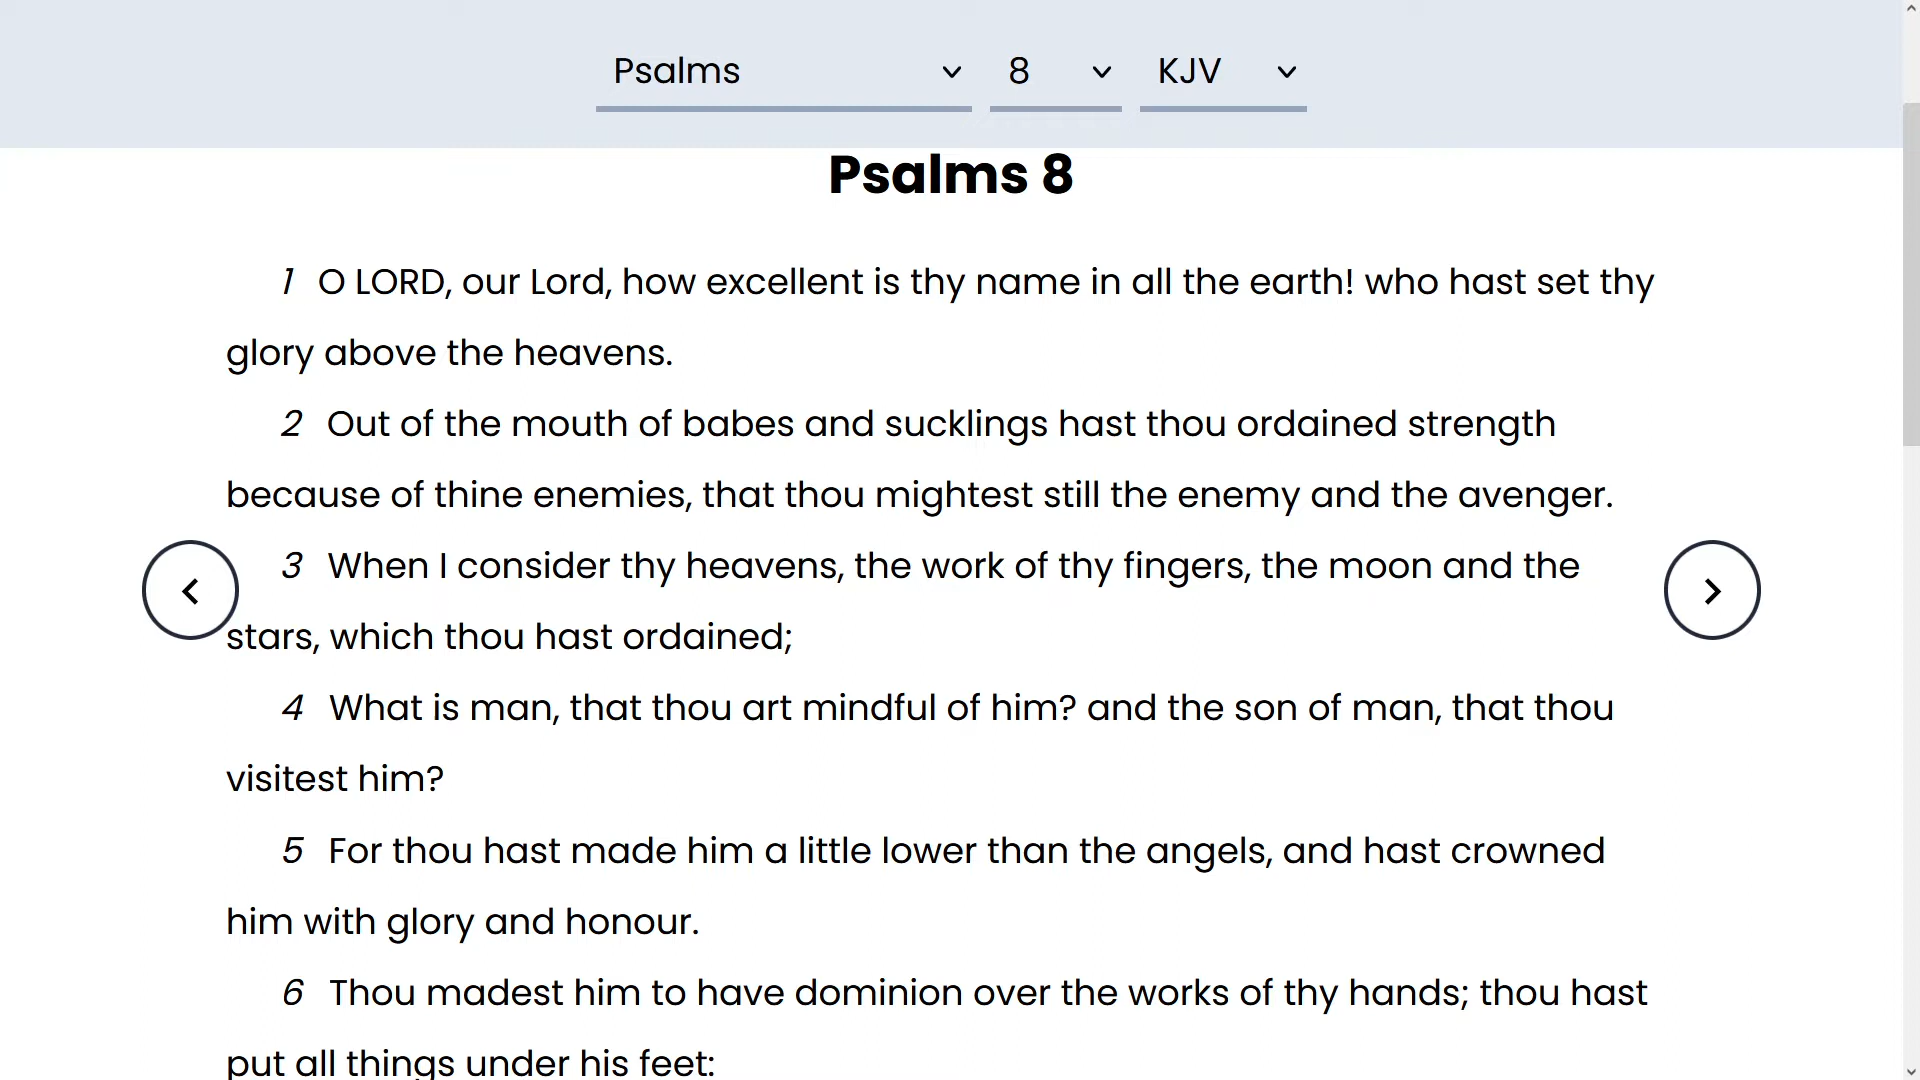 Psalms 8 KJV
Psalms 8
1 O LORD, our Lord, how excellent is thy name in all the earth! who hast set thy
glory above the heavens.
2 Out of the mouth of babes and sucklings hast thou ordained strength
because of thine enemies, that thou mightest still the enemy and the avenger.
3 When I consider thy heavens, the work of thy fingers, the moon and the
stars, which thou hast ordained;
4 What is man, that thou art mindful of him? and the son of man, that thou
visitest him?
5 For thou hast made him a little lower than the angels, and hast crowned
him with glory and honour.
6 Thou madest him to have dominion over the works of thy hands; thou hast
put all things under his feet: